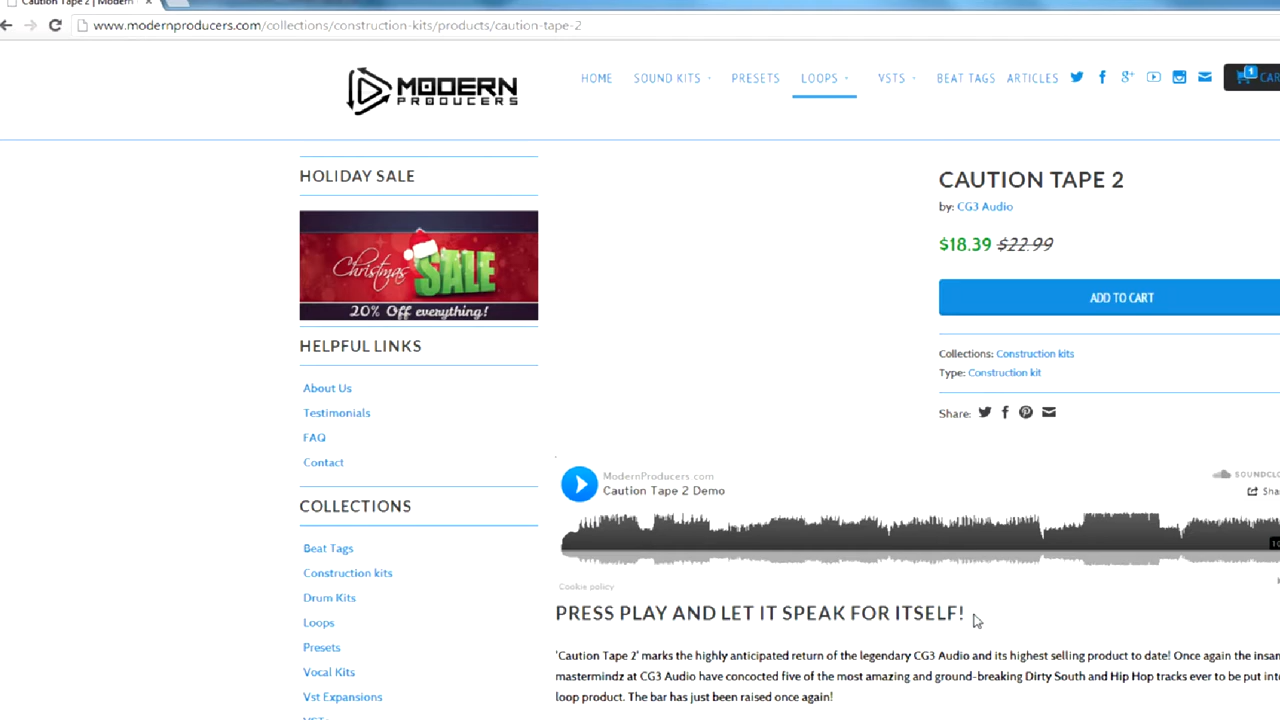 Caution Tape 2 | Modern
www.modernproducers.com/collections/construction-kits/products/caution-tape-2
MODERN
PRODUCERS
HOME SOUND KITS PRESETS LOOPS VSTS BEAT TAGS ARTICLES
1
HOLIDAY SALE
Christmas SALE
20% Off everything!
HELPFUL LINKS
About Us
Testimonials
FAQ
Contact
COLLECTIONS
Beat Tags
Construction kits
Drum Kits
Loops
Presets
Vocal Kits
Vst Expansions
CAUTION TAPE 2
by: CG3 Audio
$18.39 $22.99
ADD TO CART
Collections: Construction kits
Type: Construction kit
Share:
ModernProducers.com
Caution Tape 2 Demo
Cookie policy
PRESS PLAY AND LET IT SPEAK FOR ITSELF!
'Caution Tape 2' marks the highly anticipated return of the legendary CG3 Audio and its highest selling product to date! Once again the
mastermindz at CG3 Audio have concocted five of the most amazing and ground-breaking Dirty South and Hip Hop tracks ever to be put
loop product. The bar has just been raised once again!